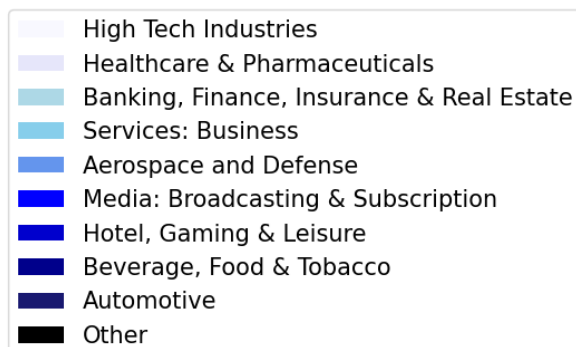 High Tech Industries
Healthcare & Pharmaceuticals
Banking, Finance, Insurance & Real Estate
Services: Business
Aerospace and Defense
Media: Broadcasting & Subscription
Hotel, Gaming & Leisure
Beverage, Food & Tobacco
Automotive
Other